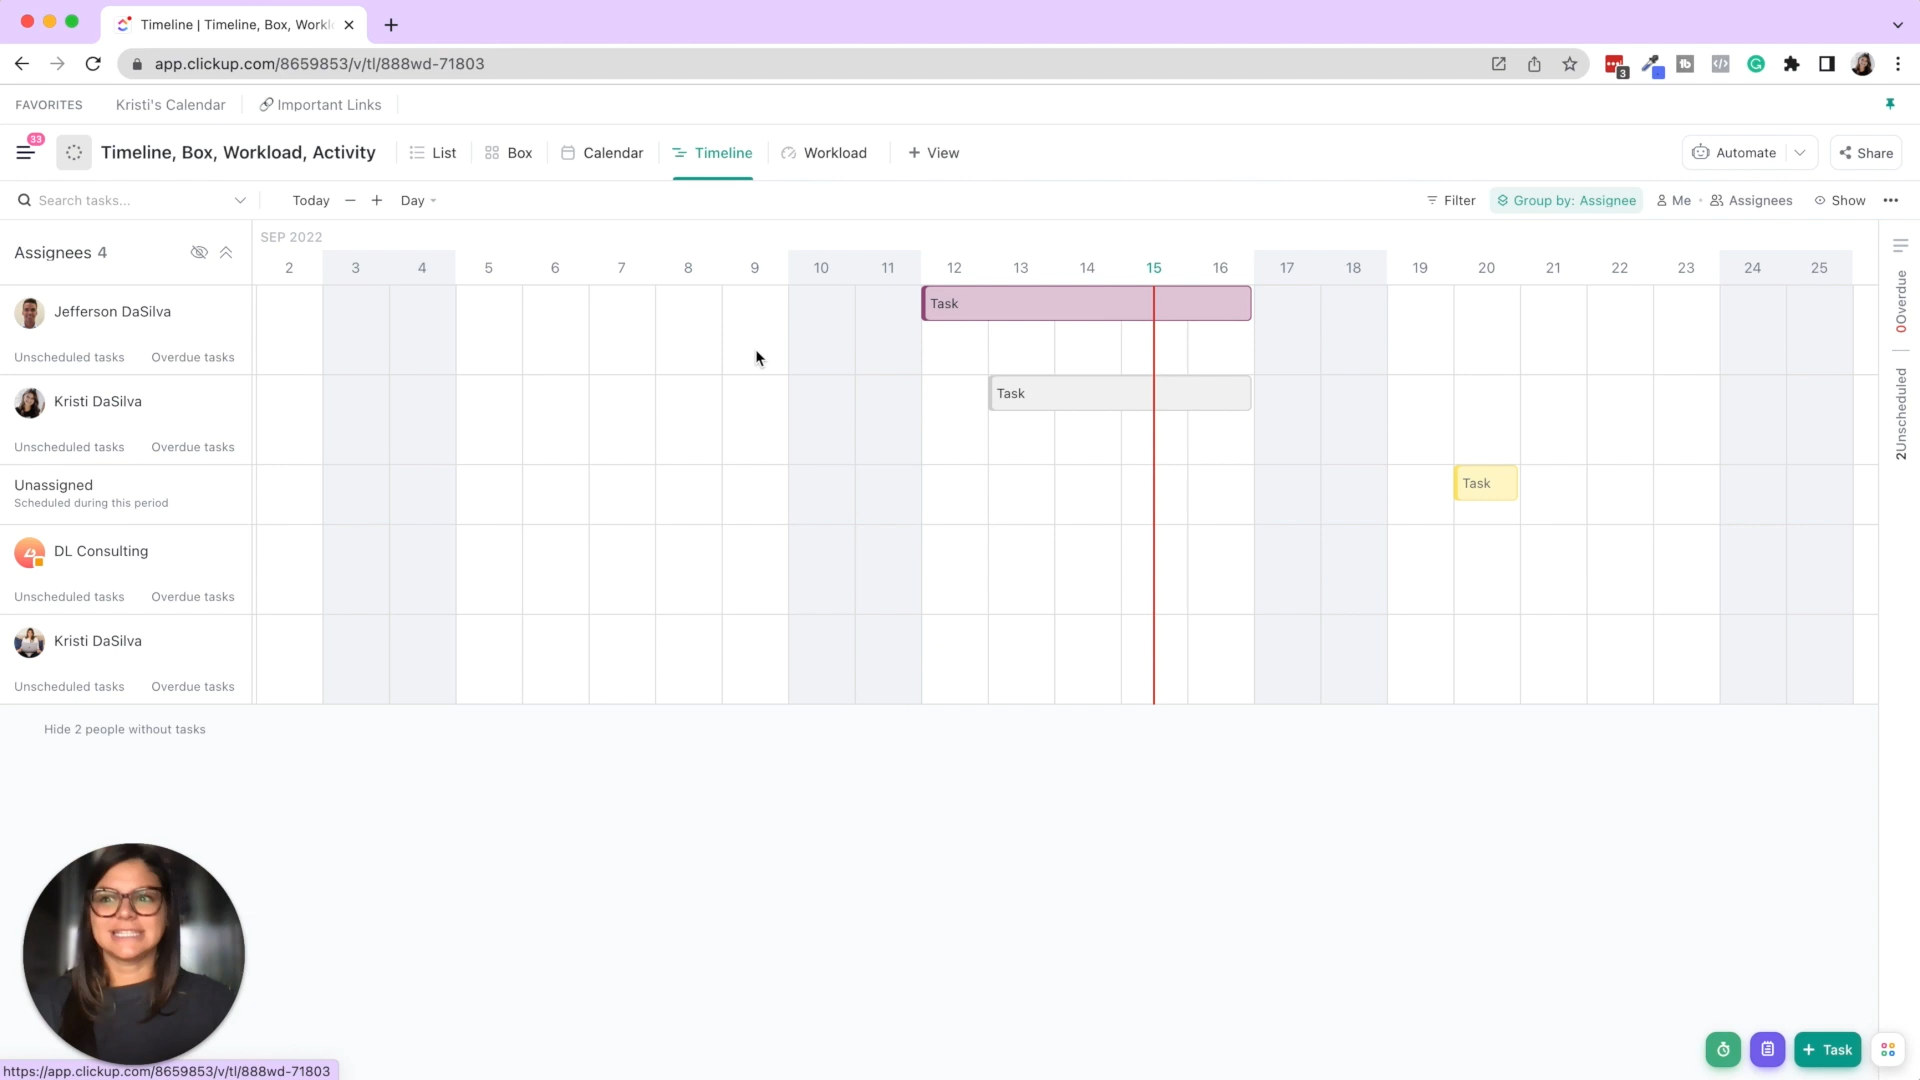 Timeline | Timeline, Box, Workl
app.clickup.com/8659853/v/tl/888wd-71803
3
FAVORITES Kristi's Calendar Important Links
33
Timeline, Box, Workload, Activity List Box Calendar Timeline Workload + View Automate Share
Search tasks... Today − + Day Filter Group by: Assignee Me Assignees Show
SEP 2022
Assignees 4
2 3 4 5 6 7 8 9 10 11 12 13 14 15 16 17 18 19 20 21 22 23 24 25
Jefferson DaSilva
Task
Unscheduled tasks Overdue tasks
Kristi DaSilva
Task
Unscheduled tasks Overdue tasks
Unassigned
Scheduled during this period
Task
DL Consulting
Unscheduled tasks Overdue tasks
Kristi DaSilva
Unscheduled tasks Overdue tasks
Hide 2 people without tasks
0 Overdue
2 Unscheduled
+ Task
https://app.clickup.com/8659853/v/tl/888wd-71803